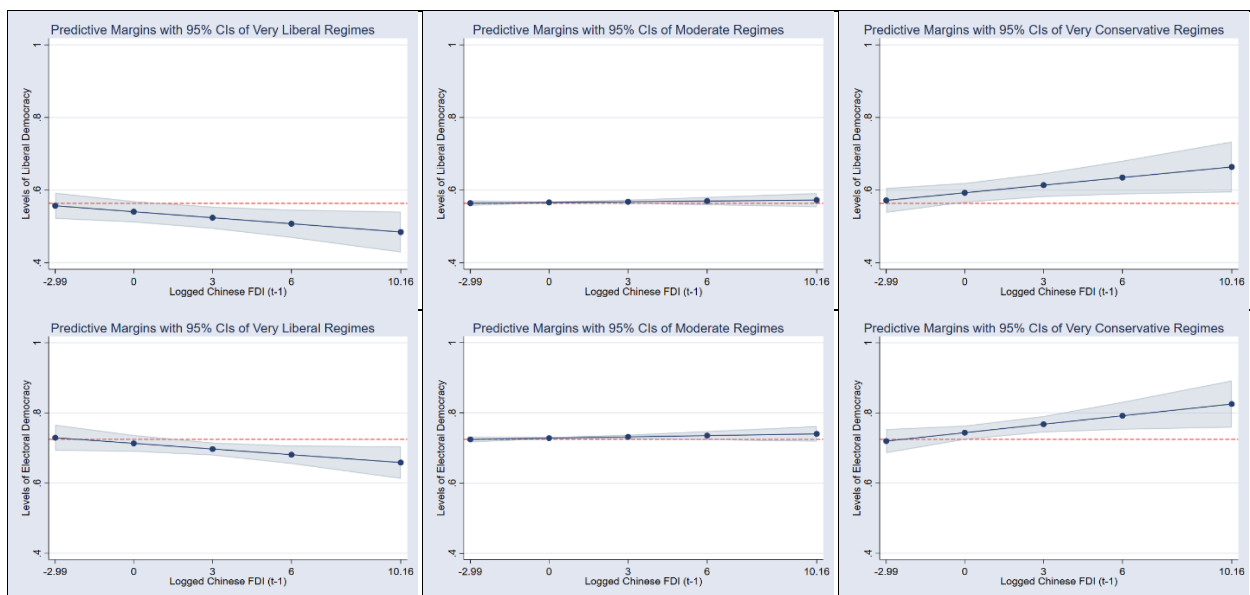 Predictive Margins with 95% CIs of Very Liberal Regimes
Levels of Liberal Democracy
1
.8
.6
.4
-2.99 0 3 6 10.16
Logged Chinese FDI (t-1)
Predictive Margins with 95% CIs of Moderate Regimes
Levels of Liberal Democracy
1
.8
.6
.4
-2.99 0 3 6 10.16
Logged Chinese FDI (t-1)
Predictive Margins with 95% CIs of Very Conservative Regimes
Levels of Liberal Democracy
1
.8
.6
.4
-2.99 0 3 6 10.16
Logged Chinese FDI (t-1)
Predictive Margins with 95% CIs of Very Liberal Regimes
Levels of Electoral Democracy
1
.8
.6
.4
-2.99 0 3 6 10.16
Logged Chinese FDI (t-1)
Predictive Margins with 95% CIs of Moderate Regimes
Levels of Electoral Democracy
1
.8
.6
.4
-2.99 0 3 6 10.16
Logged Chinese FDI (t-1)
Predictive Margins with 95% CIs of Very Conservative Regimes
Levels of Electoral Democracy
1
.8
.6
.4
-2.99 0 3 6 10.16
Logged Chinese FDI (t-1)